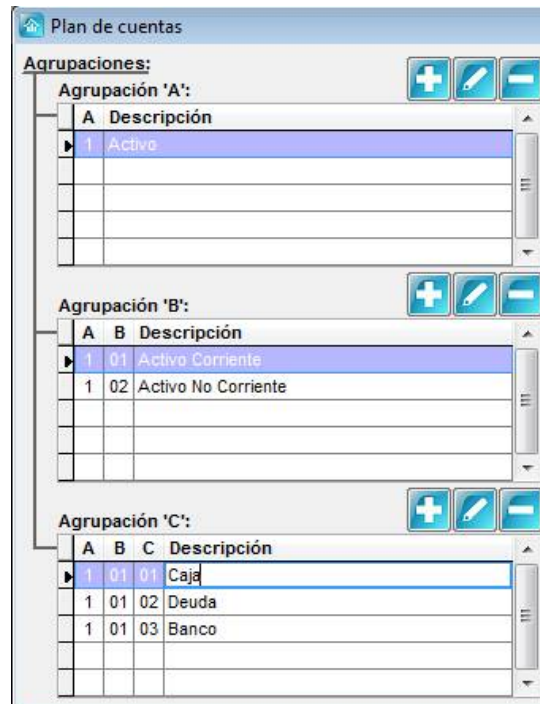 Plan de cuentas
Agrupaciones:
Agrupación 'A':
A Descripción
1 Activo
Agrupación 'B':
A B Descripción
1 01 Activo Corriente
1 02 Activo No Corriente
Agrupación 'C':
A B C Descripción
1 01 01 Caja
1 01 02 Deuda
1 01 03 Banco